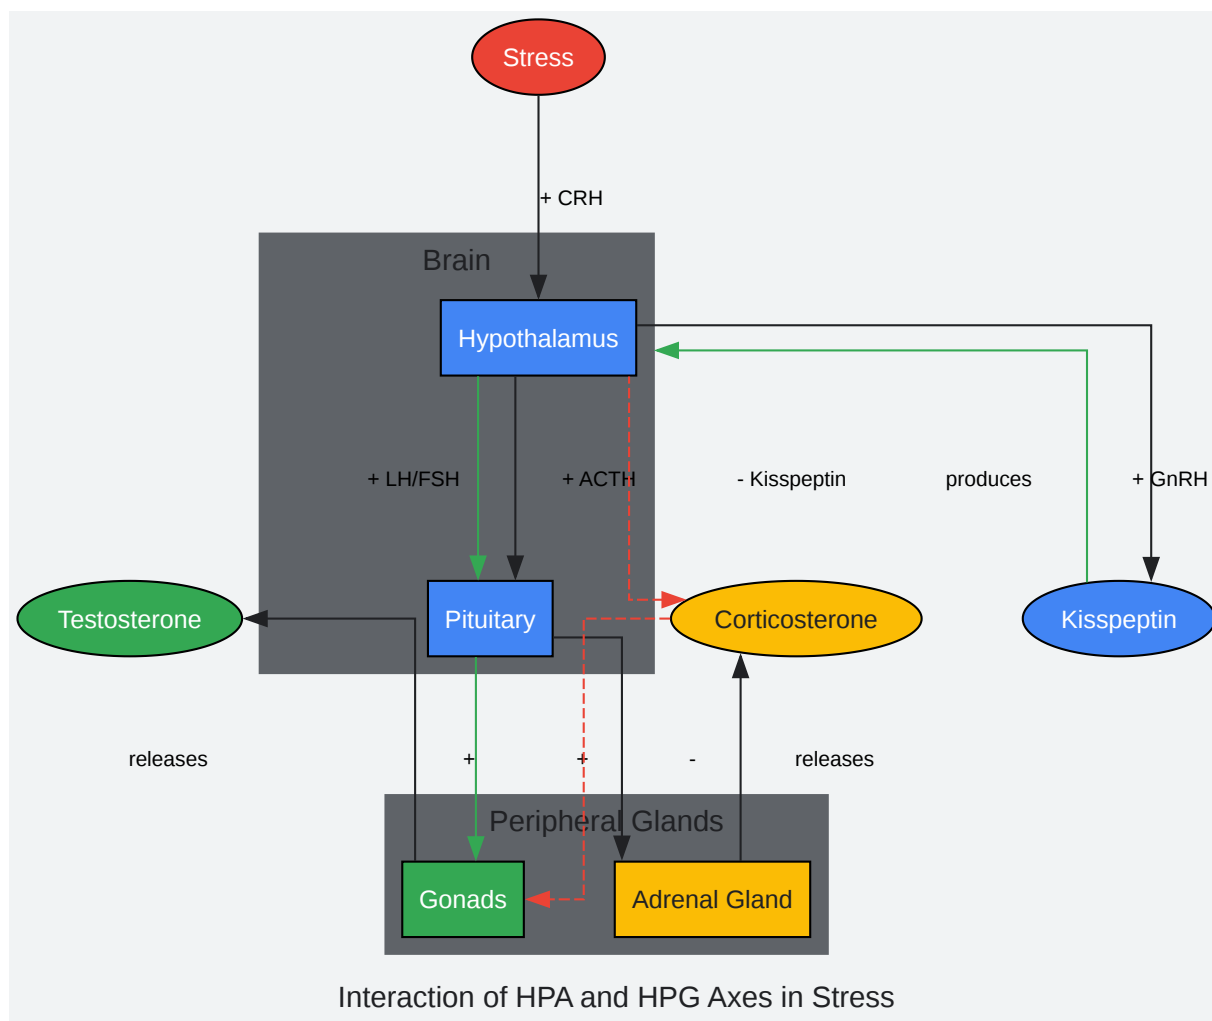 Stress
+ CRH
Brain
Hypothalamus
+ LH/FSH
+ ACTH
- Kisspeptin
produces
+ GnRH
Testosterone
Pituitary
Corticosterone
Kisspeptin
releases
+
+
-
releases
Peripheral Glands
Gonads
Adrenal Gland
Interaction of HPA and HPG Axes in Stress